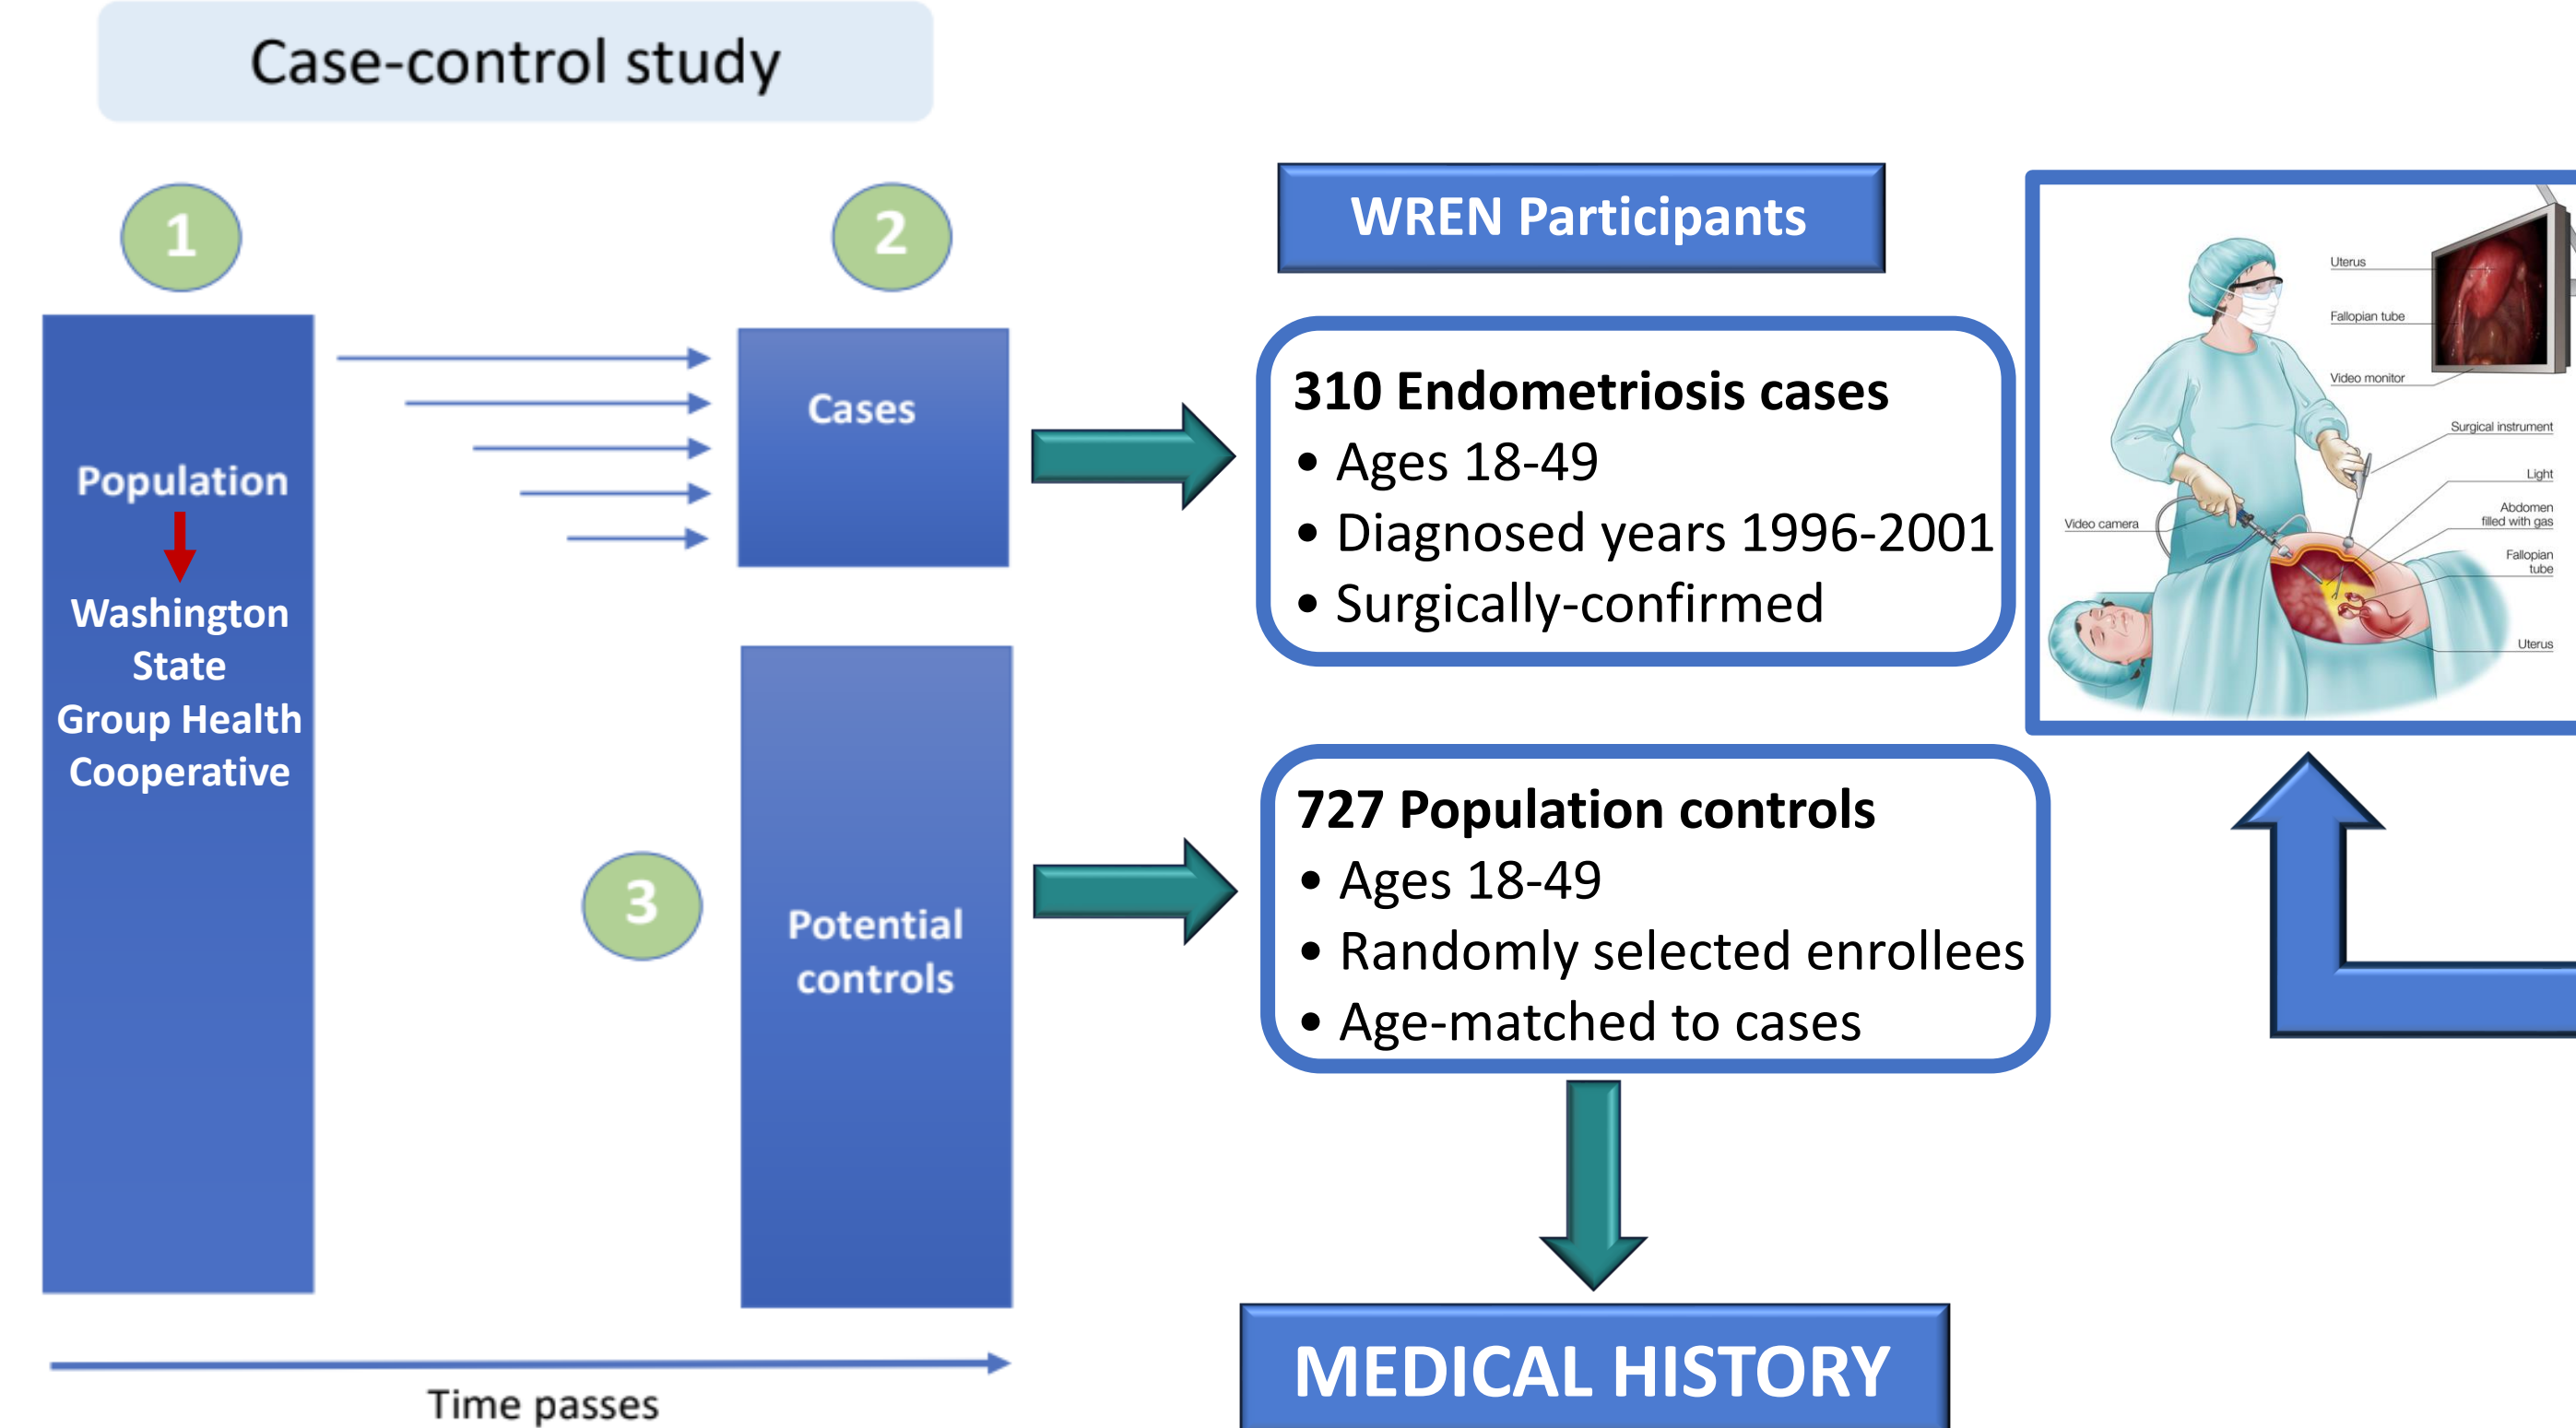 Case-control study
1
2
3
Population
Washington
State
Group Health
Cooperative
Cases
Potential
controls
Time passes
WREN Participants
310 Endometriosis cases
• Ages 18-49
• Diagnosed years 1996-2001
• Surgically-confirmed
727 Population controls
• Ages 18-49
• Randomly selected enrollees
• Age-matched to cases
MEDICAL HISTORY
Uterus
Fallopian tube
Video monitor
Surgical instrument
Light
Abdomen
filled with gas
Video camera
Fallopian
tube
Uterus